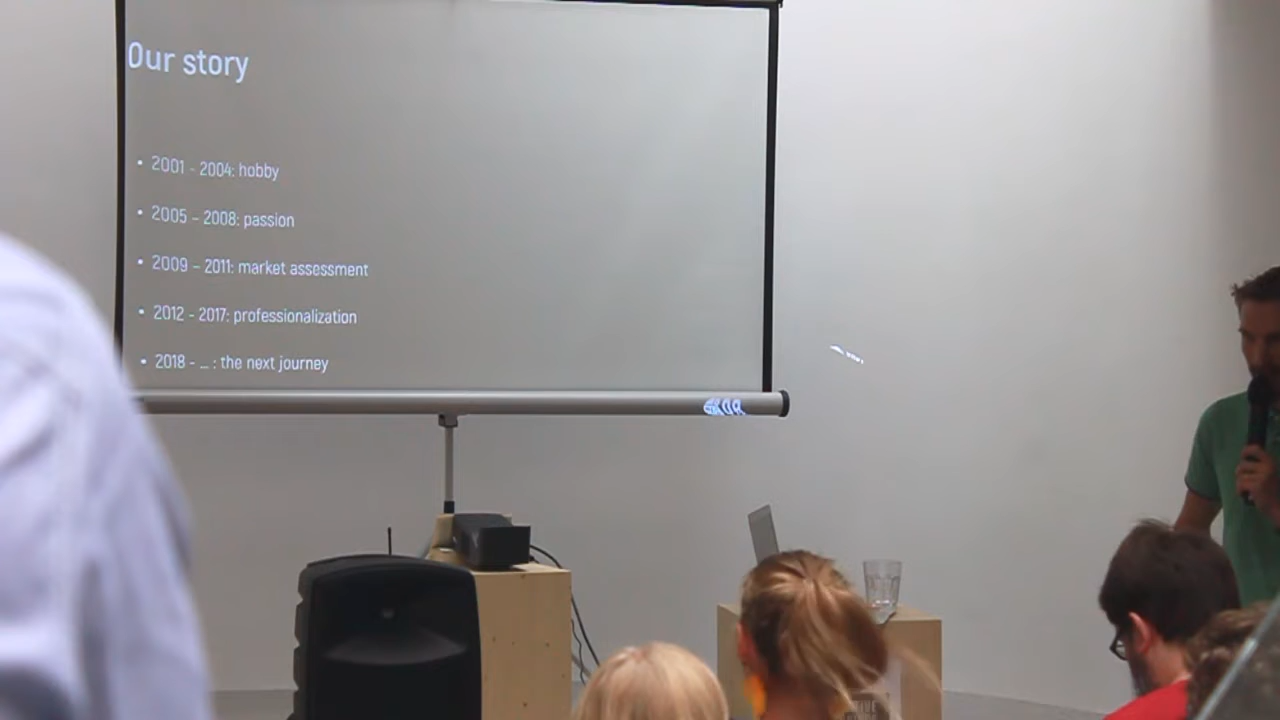 Our story
• 2001 - 2004: hobby
• 2005 - 2008: passion
• 2009 - 2011: market assessment
• 2012 - 2017: professionalization
• 2018 - ... : the next journey